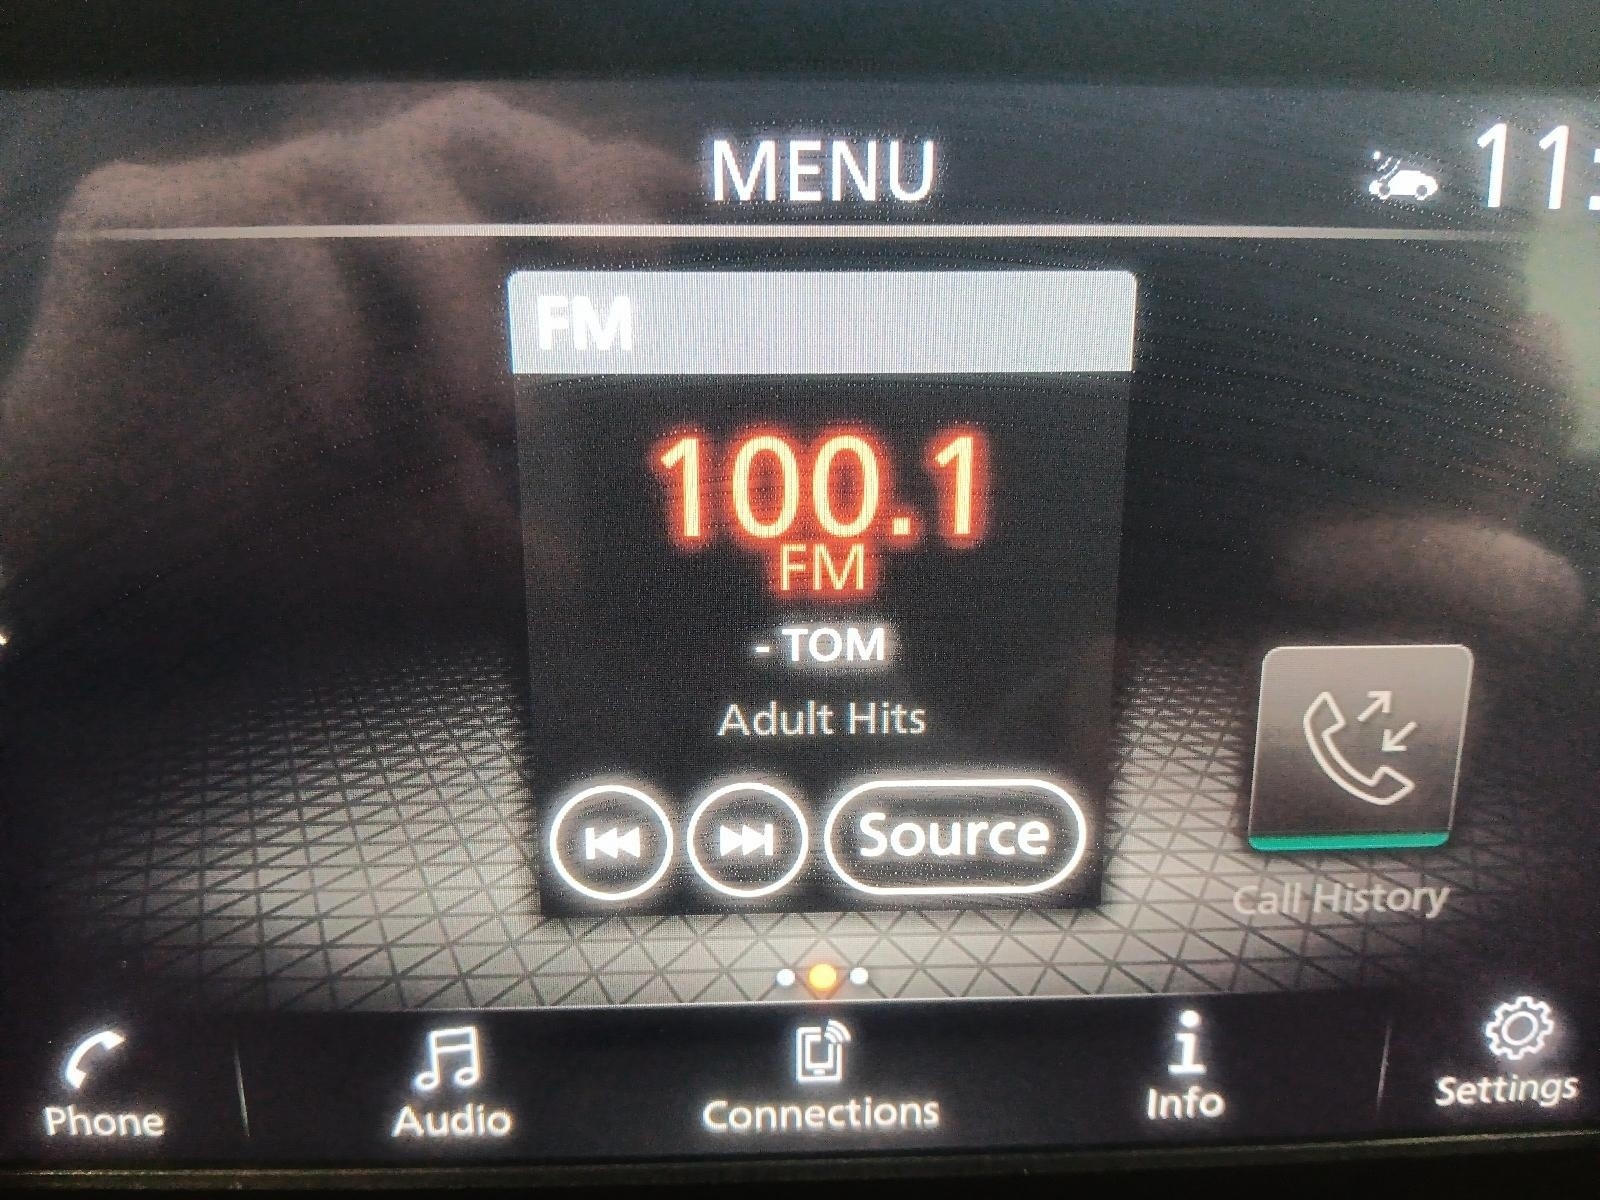 MENU
11:
FM
100.1
FM
- TOM
Adult Hits
Source
Call History
Phone
Audio
Connections
Info
Settings